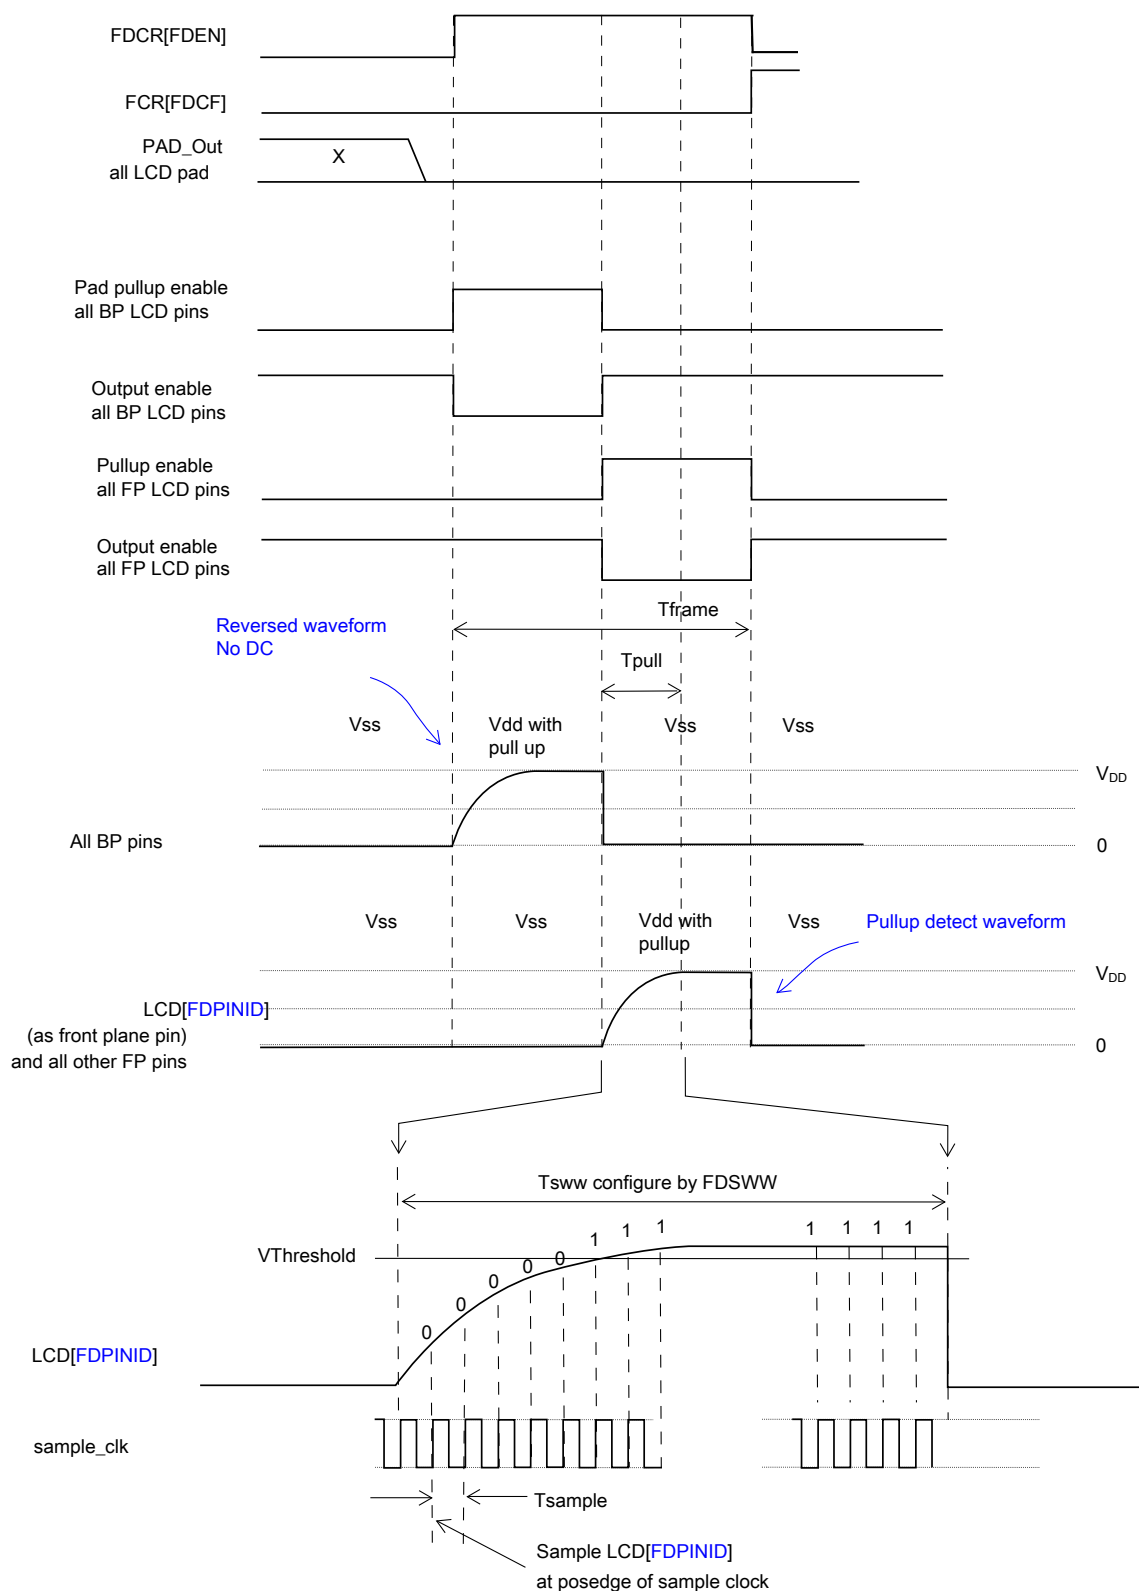 FDCR[FDEN]
FCR[FDCF]
PAD_Out
all LCD pad
X
Pad pullup enable
all BP LCD pins
Output enable
all BP LCD pins
Pullup enable
all FP LCD pins
Output enable
all FP LCD pins
Tframe
Reversed waveform
No DC
Tpull
Vss
Vdd with
pull up
Vss
Vss
VDD
All BP pins
0
Vss
Vss
Vdd with
pullup
Vss
Pullup detect waveform
VDD
LCD[FDPINID]
(as front plane pin)
and all other FP pins
0
Tsww configure by FDSWW
VThreshold
0
0
0
0
0
1
1
1
1
1
1
1
LCD[FDPINID]
sample_clk
Tsample
Sample LCD[FDPINID]
at posedge of sample clock